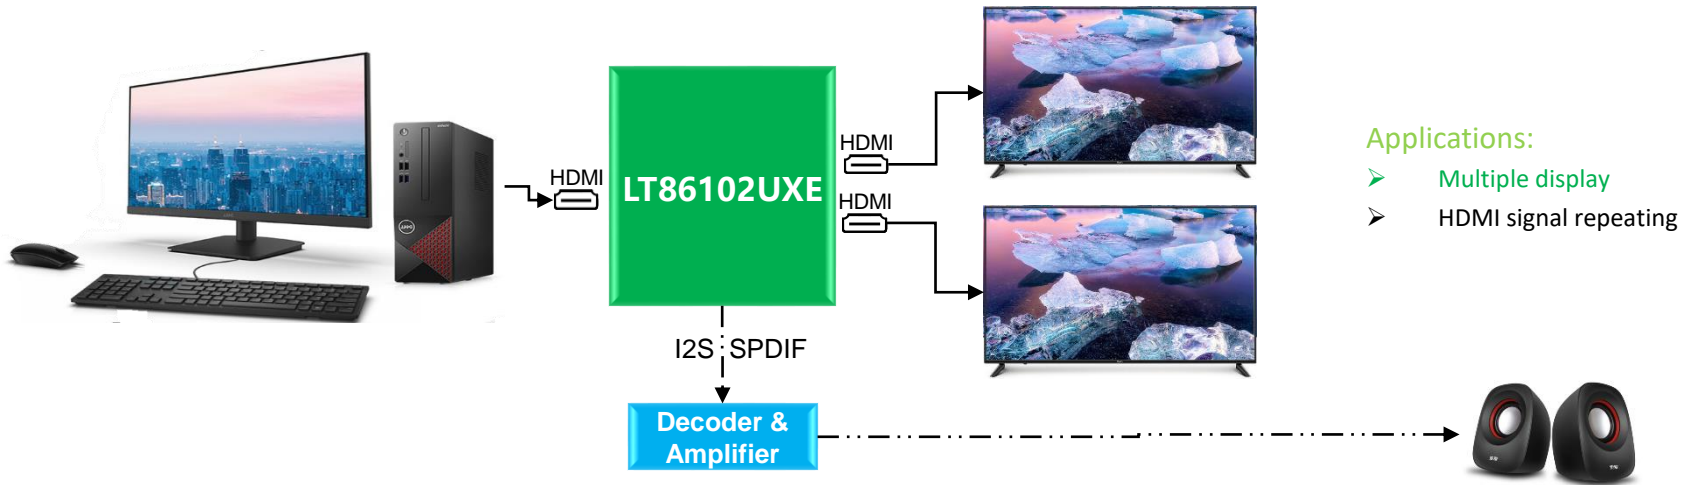 HDMI
LT86102UXE
HDMI
HDMI
I2S SPDIF
Decoder &
Amplifier
Applications:
➢ Multiple display
➢ HDMI signal repeating